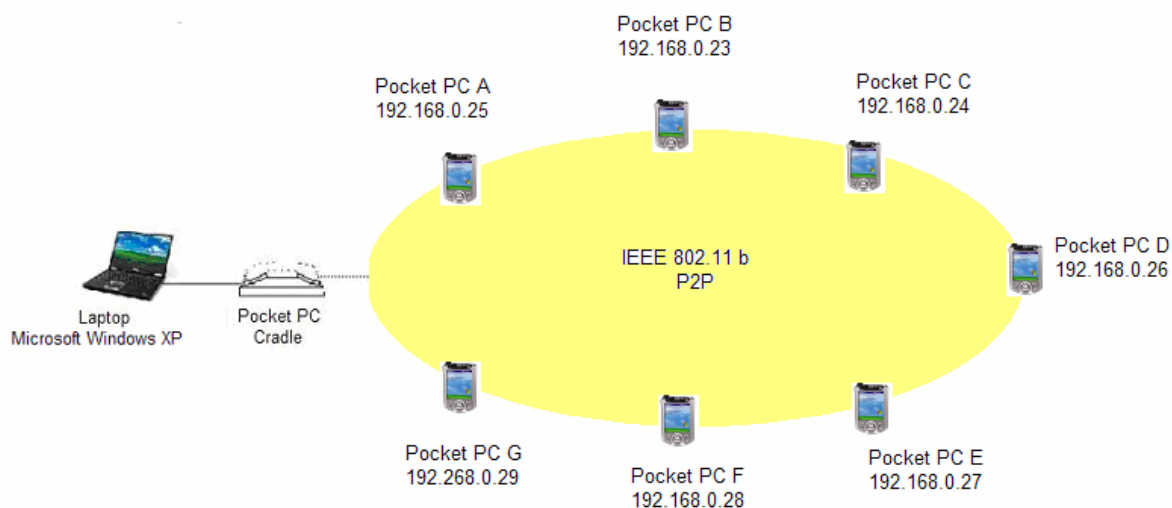 Pocket PC B
192.168.0.23
Pocket PC A
192.168.0.25
Pocket PC C
192.168.0.24
IEEE 802.11 b
P2P
Pocket PC D
192.168.0.26
Laptop
Microsoft Windows XP
Pocket PC
Cradle
Pocket PC G
192.268.0.29
Pocket PC F
192.168.0.28
Pocket PC E
192.168.0.27